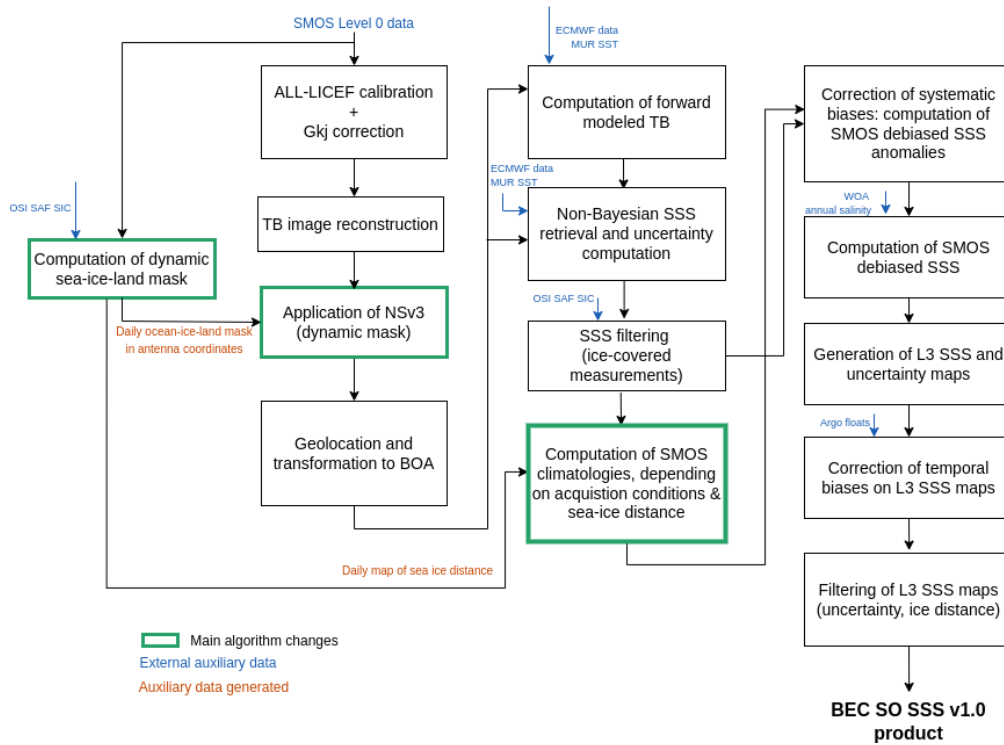 SMOS Level 0 data
ALL-LICEF calibration
+
Gkj correction
TB image reconstruction
OSI SAF SIC
Computation of dynamic
sea-ice-land mask
Daily ocean-ice-land mask
in antenna coordinates
Application of NSv3
(dynamic mask)
Geolocation and
transformation to BOA
Daily map of sea ice distance
ECMWF data
MUR SST
Computation of forward
modeled TB
ECMWF data
MUR SST
Non-Bayesian SSS
retrieval and uncertainty
computation
OSI SAF SIC
SSS filtering
(ice-covered
measurements)
Computation of SMOS
climatologies, depending
on acquistion conditions &
sea-ice distance
Correction of systematic
biases: computation of
SMOS debiased SSS
anomalies
WOA
annual salinity
Computation of SMOS
debiased SSS
Generation of L3 SSS and
uncertainty maps
Argo floats
Correction of temporal
biases on L3 SSS maps
Filtering of L3 SSS maps
(uncertainty, ice distance)
BEC SO SSS v1.0
product
Main algorithm changes
External auxiliary data
Auxiliary data generated